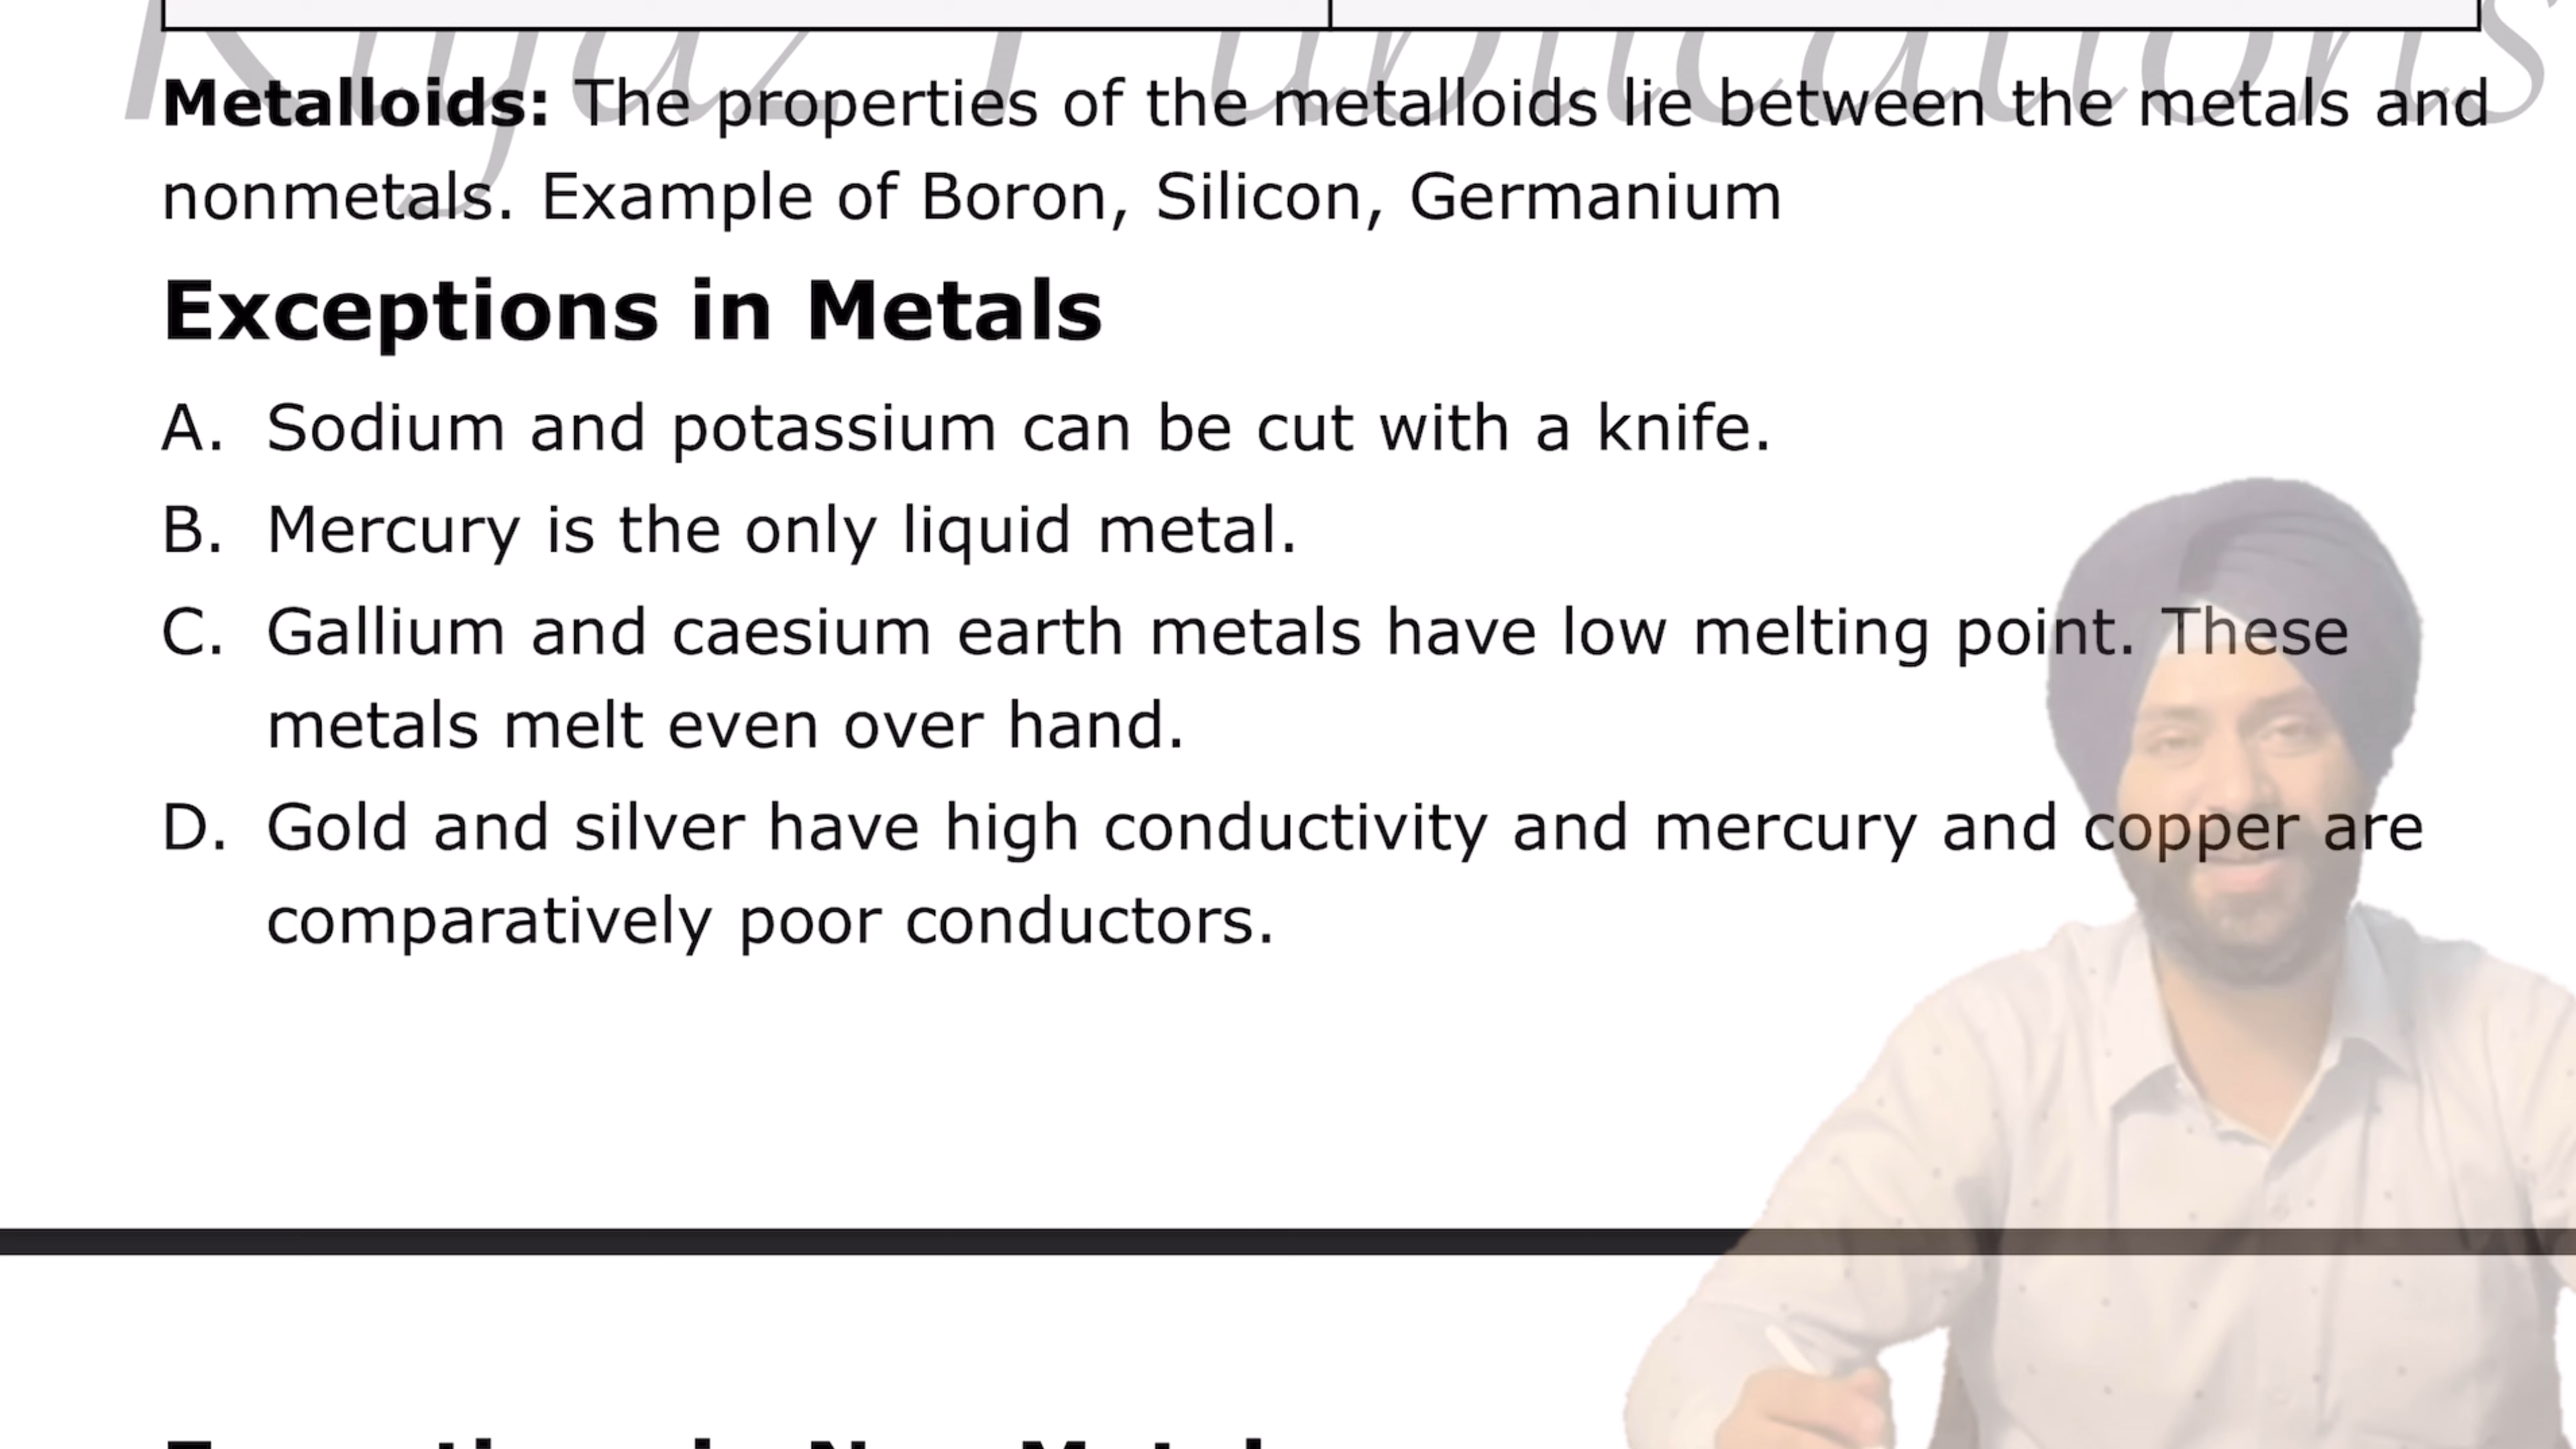 Publications
Metalloids: The properties of the metalloids lie between the metals and
nonmetals. Example of Boron, Silicon, Germanium
Exceptions in Metals
A. Sodium and potassium can be cut with a knife.
B. Mercury is the only liquid metal.
C. Gallium and caesium earth metals have low melting point. These
metals melt even over hand.
D. Gold and silver have high conductivity and mercury and copper are
comparatively poor conductors.